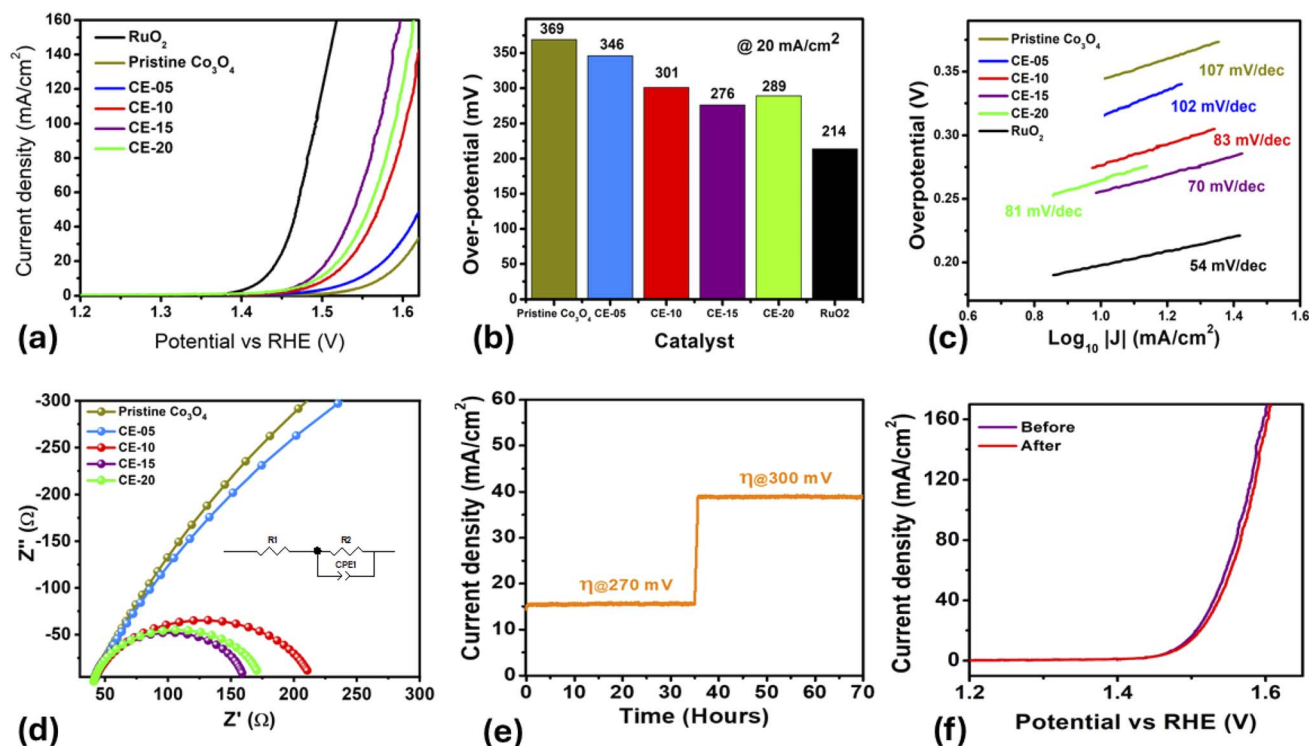 160
140
120
100
80
60
40
20
0
Current density (mA/cm²)
RuO₂
Pristine Co₃O₄
CE-05
CE-10
CE-15
CE-20
1.2 1.3 1.4 1.5 1.6
Potential vs RHE (V)
(a)
400
350
300
250
200
150
100
50
0
Over-potential (mV)
369
346
301
276
289
214
@ 20 mA/cm²
Pristine Co₃O₄ CE-05 CE-10 CE-15 CE-20 RuO2
Catalyst
(b)
Pristine Co₃O₄
CE-05
CE-10
CE-15
CE-20
RuO₂
0.35
0.30
0.25
0.20
Overpotential (V)
107 mV/dec
102 mV/dec
83 mV/dec
70 mV/dec
81 mV/dec
54 mV/dec
0.8 1.0 1.2 1.4 1.6
Log₁₀ |J| (mA/cm²)
(c)
-300
-250
-200
-150
-100
-50
Z'' (Ω)
Pristine Co₃O₄
CE-05
CE-10
CE-15
CE-20
R1
R2
CPE1
50 100 150 200 250 300
Z' (Ω)
(d)
60
50
40
30
20
10
0
Current density (mA/cm²)
η@300 mV
η@270 mV
0 10 20 30 40 50 60 70
Time (Hours)
(e)
160
120
80
40
0
Current density (mA/cm²)
Before
After
1.2 1.4 1.6
Potential vs RHE (V)
(f)